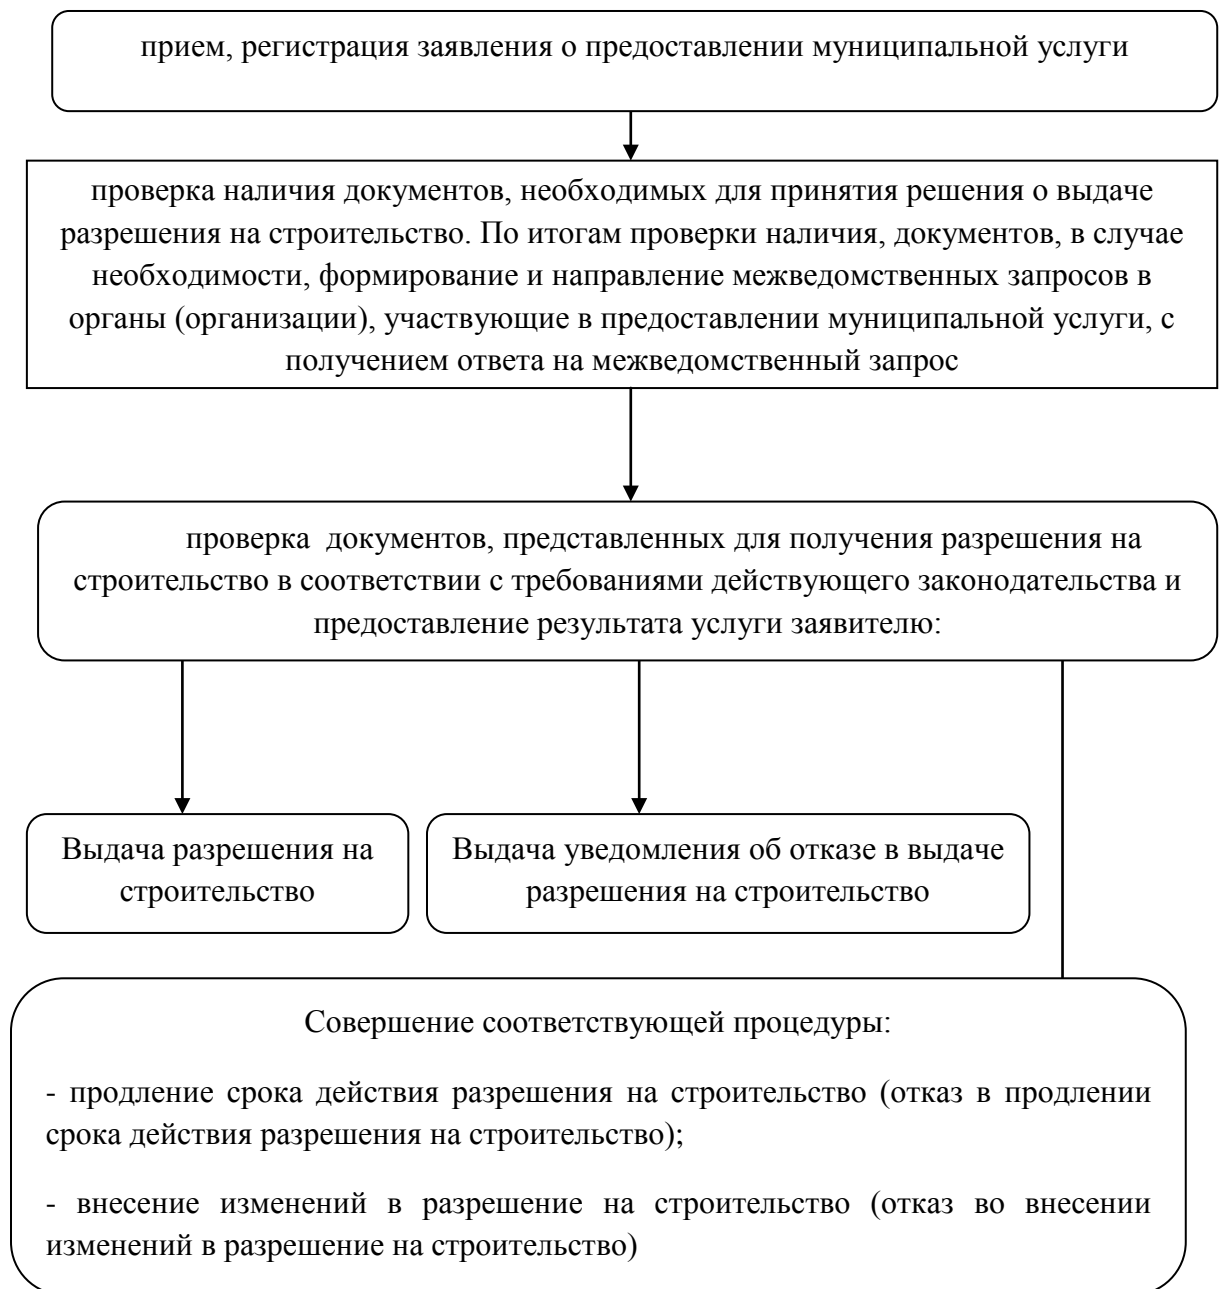 прием, регистрация заявления о предоставлении муниципальной услуги
проверка наличия документов, необходимых для принятия решения о выдаче
разрешения на строительство. По итогам проверки наличия, документов, в случае
необходимости, формирование и направление межведомственных запросов в
органы (организации), участвующие в предоставлении муниципальной услуги, с
получением ответа на межведомственный запрос
проверка  документов, представленных для получения разрешения на
строительство в соответствии с требованиями действующего законодательства и
предоставление результата услуги заявителю:
Выдача разрешения на
строительство
Выдача уведомления об отказе в выдаче
разрешения на строительство
Совершение соответствующей процедуры:
- продление срока действия разрешения на строительство (отказ в продлении
срока действия разрешения на строительство);
- внесение изменений в разрешение на строительство (отказ во внесении
изменений в разрешение на строительство)